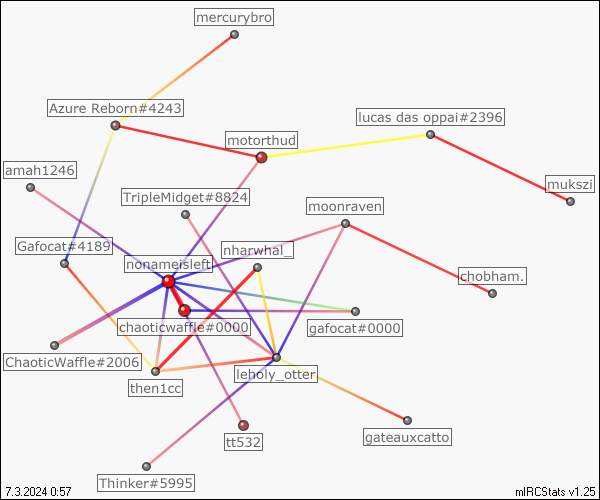 mercurybro
Azure Reborn#4243
lucas das oppai#2396
motorthud
amah1246
mukszi
TripleMidget#8824
moonraven
Gafocat#4189
nharwhal_
nonameisleft
chobham.
chaoticwaffle#0000
gafocat#0000
ChaoticWaffle#2006
leholy_otter
then1cc
tt532
gateauxcatto
Thinker#5995
7.3.2024 0:57
mIRCStats v1.25